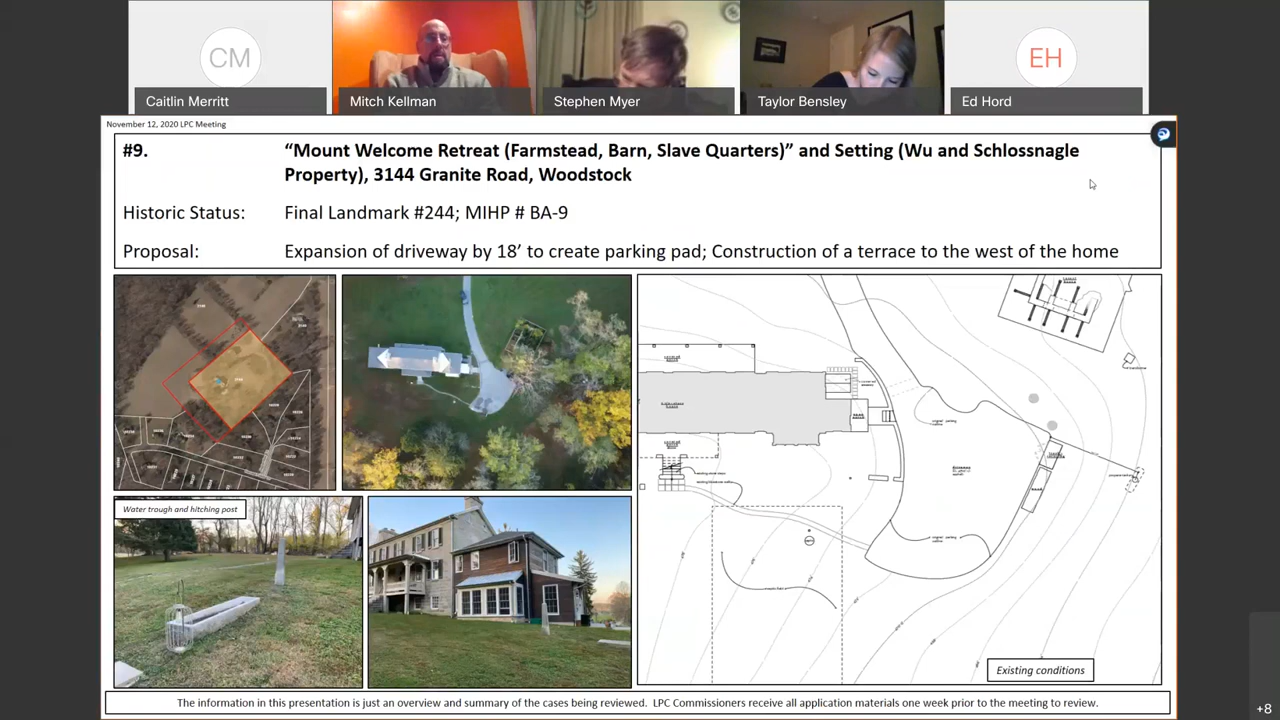 CM
EH
Caitlin Merritt
Mitch Kellman
Stephen Myer
Taylor Bensley
Ed Hord
November 12, 2020 LPC Meeting
#9.
“Mount Welcome Retreat (Farmstead, Barn, Slave Quarters)” and Setting (Wu and Schlossnagle
Property), 3144 Granite Road, Woodstock
Historic Status:
Final Landmark #244; MIHP # BA-9
Proposal:
Expansion of driveway by 18’ to create parking pad; Construction of a terrace to the west of the home
Water trough and hitching post
Existing conditions
The information in this presentation is just an overview and summary of the cases being reviewed. LPC Commissioners receive all application materials one week prior to the meeting to review.
+8